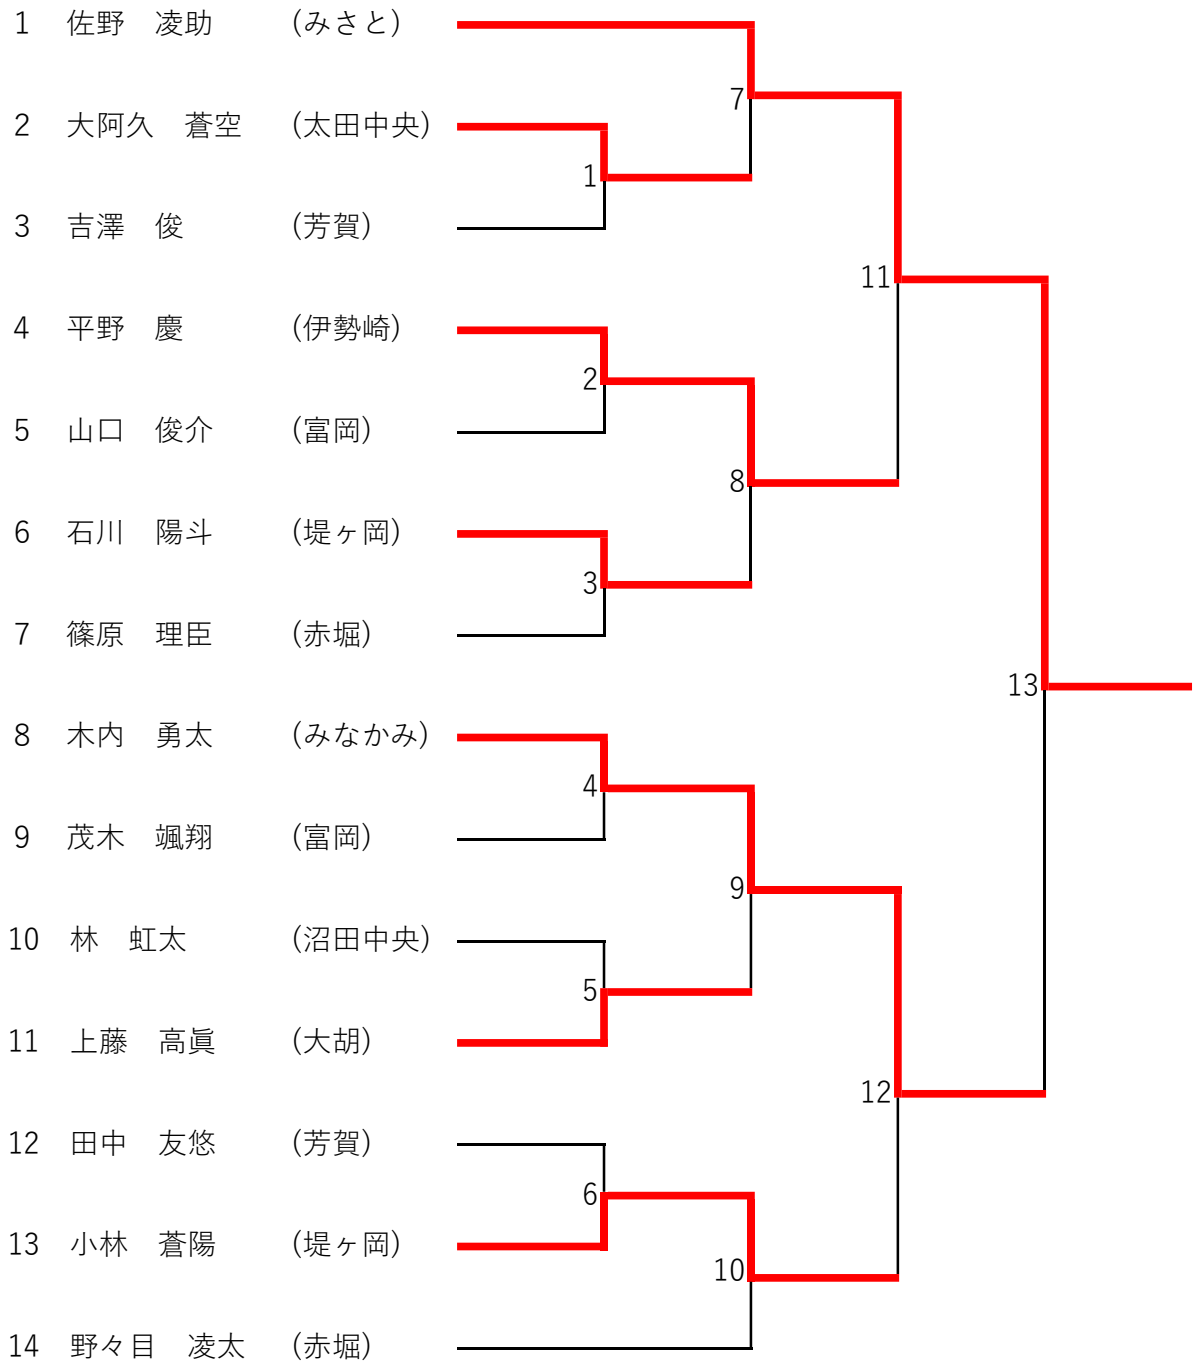 1 佐野 凌助 (みさと)
7
2 大阿久 蒼空 (太田中央)
1
3 吉澤 俊 (芳賀)
11
4 平野 慶 (伊勢崎)
2
5 山口 俊介 (富岡)
8
6 石川 陽斗 (堤ヶ岡)
3
7 篠原 理臣 (赤堀)
13
8 木内 勇太 (みなかみ)
4
9 茂木 颯翔 (富岡)
9
10 林 虹太 (沼田中央)
5
11 上藤 高眞 (大胡)
12
12 田中 友悠 (芳賀)
6
13 小林 蒼陽 (堤ヶ岡)
10
14 野々目 凌太 (赤堀)